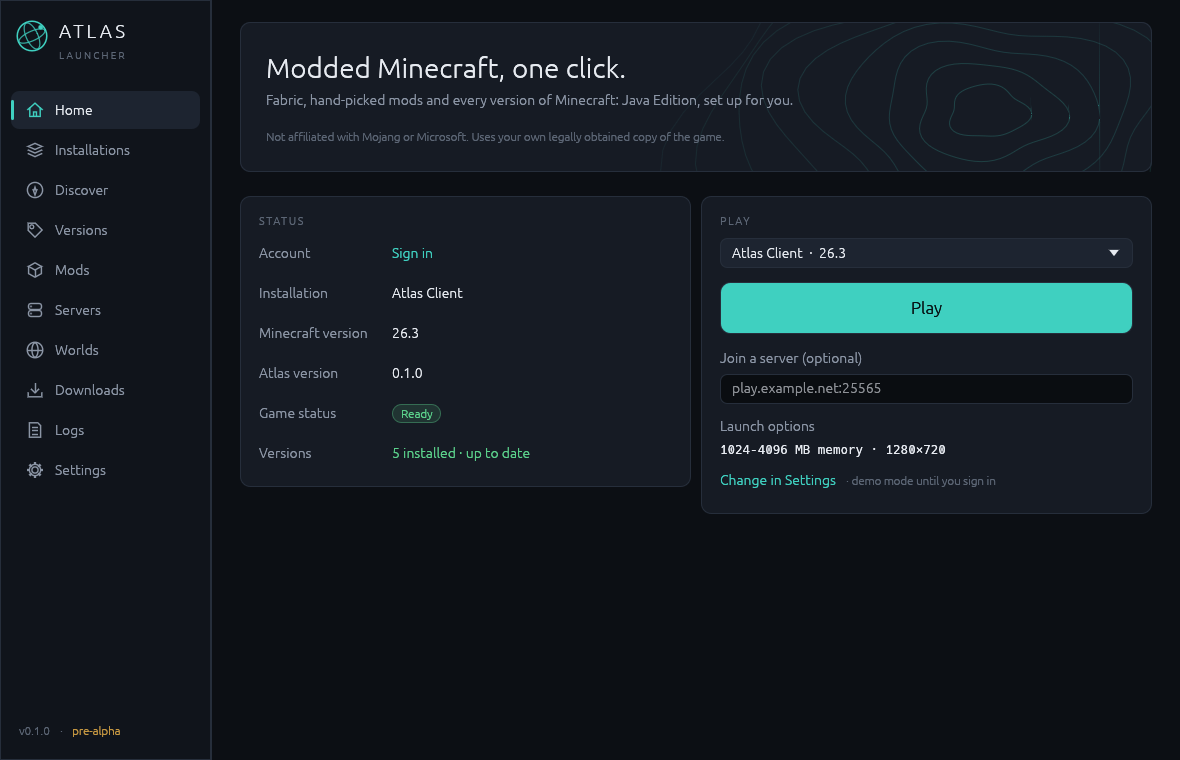 ATLAS
LAUNCHER
Home
Installations
Discover
Versions
Mods
Servers
Worlds
Downloads
Logs
Settings
v0.1.0 · pre-alpha
Modded Minecraft, one click.
Fabric, hand-picked mods and every version of Minecraft: Java Edition, set up for you.
Not affiliated with Mojang or Microsoft. Uses your own legally obtained copy of the game.
STATUS
Account Sign in
Installation Atlas Client
Minecraft version 26.3
Atlas version 0.1.0
Game status Ready
Versions 5 installed · up to date
PLAY
Atlas Client · 26.3
Play
Join a server (optional)
play.example.net:25565
Launch options
1024-4096 MB memory · 1280×720
Change in Settings · demo mode until you sign in